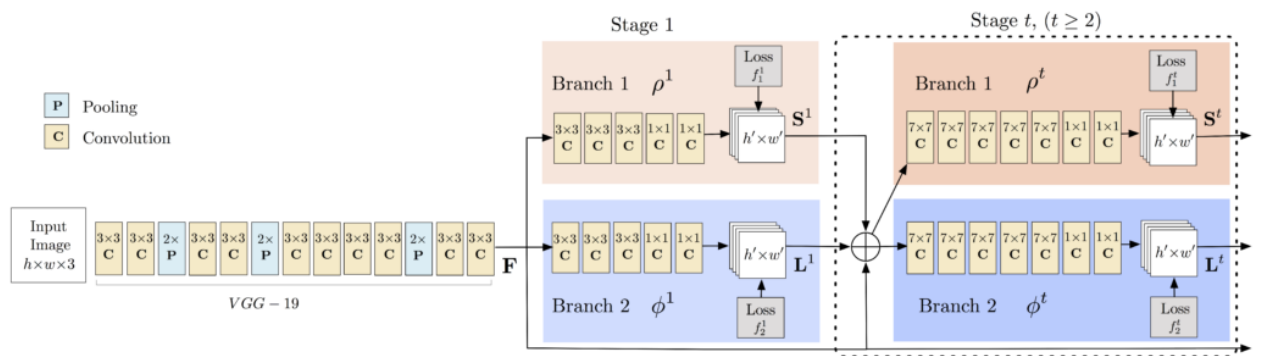 Stage 1
Stage t, (t ≥ 2)
P Pooling
C Convolution
Branch 1 ρ¹
Loss
f₁¹
3×3 3×3 3×3 1×1 1×1
C C C C C
h′×w′
S¹
Branch 1 ρᵗ
Loss
f₁ᵗ
7×7 7×7 7×7 7×7 7×7 1×1 1×1
C C C C C C C
h′×w′
Sᵗ
Input
Image
h×w×3
3×3 3×3 2× 3×3 3×3 2× 3×3 3×3 3×3 3×3 2× 3×3 3×3
C C P C C P C C C C P C C
VGG − 19
F
3×3 3×3 3×3 1×1 1×1
C C C C C
h′×w′
L¹
Branch 2 ϕ¹
Loss
f₂¹
7×7 7×7 7×7 7×7 7×7 1×1 1×1
C C C C C C C
h′×w′
Lᵗ
Branch 2 ϕᵗ
Loss
f₂ᵗ